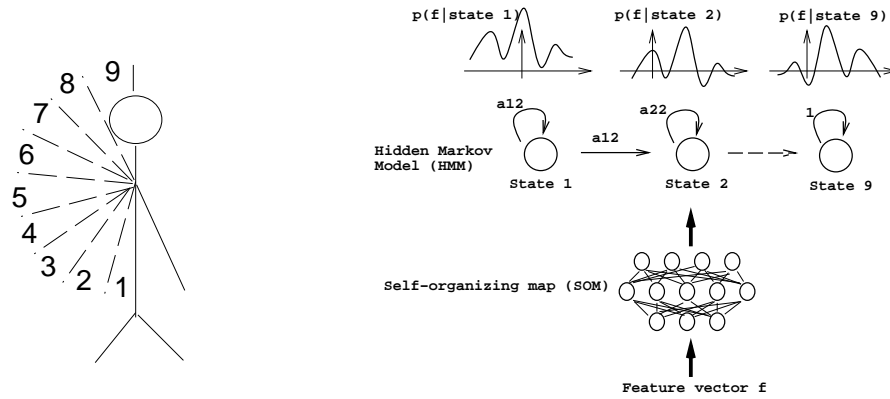 9
8
7
6
5
4
3
2
1
p(f|state 1)
p(f|state 2)
p(f|state 9)
a12
a22
1
a12
Hidden Markov
Model (HMM)
State 1
State 2
State 9
Self-organizing map (SOM)
Feature vector f